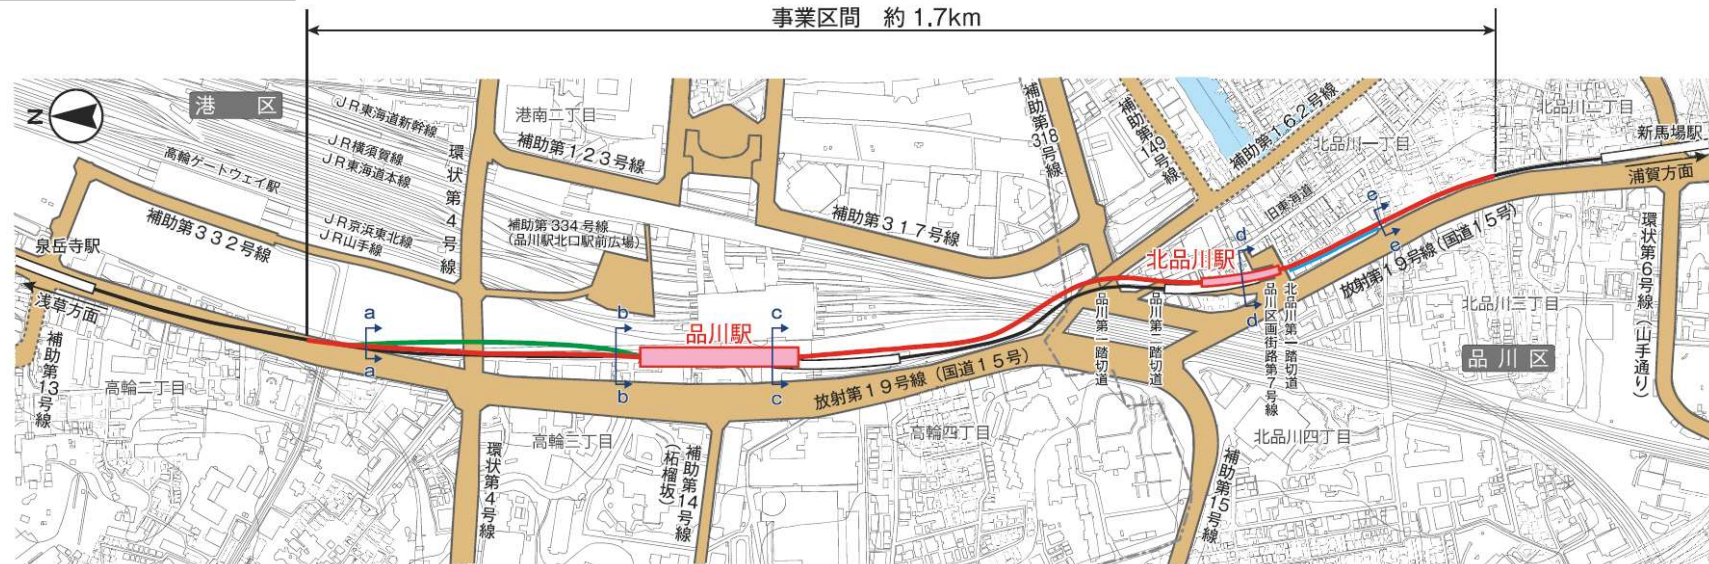 事業区間 約1.7km
N
港区
JR東海道新幹線
JR横須賀線
JR東海道本線
高輪ゲートウェイ駅
環状第4号線
港南二丁目
補助第123号線
補助第332号線
JR京浜東北線
JR山手線
補助第334号線
(品川駅北口駅前広場)
補助第317号線
補助第318号線
補助第149号線
補助第162号線
北品川一丁目
北品川二丁目
新馬場駅
浦賀方面
旧東海道
泉岳寺駅
浅草方面
補助第13号線
高輪二丁目
a
a
b
b
c
c
d
d
e
e
品川駅
北品川駅
放射第19号線(国道15号)
放射第19号線(国道15号)
品川第一踏切道
品川第二踏切道
品川区画街路第7号線
北品川第一踏切道
北品川三丁目
環状第6号線(山手通り)
品川区
環状第4号線
高輪三丁目
補助第14号線
(柘榴坂)
高輪四丁目
補助第15号線
北品川四丁目